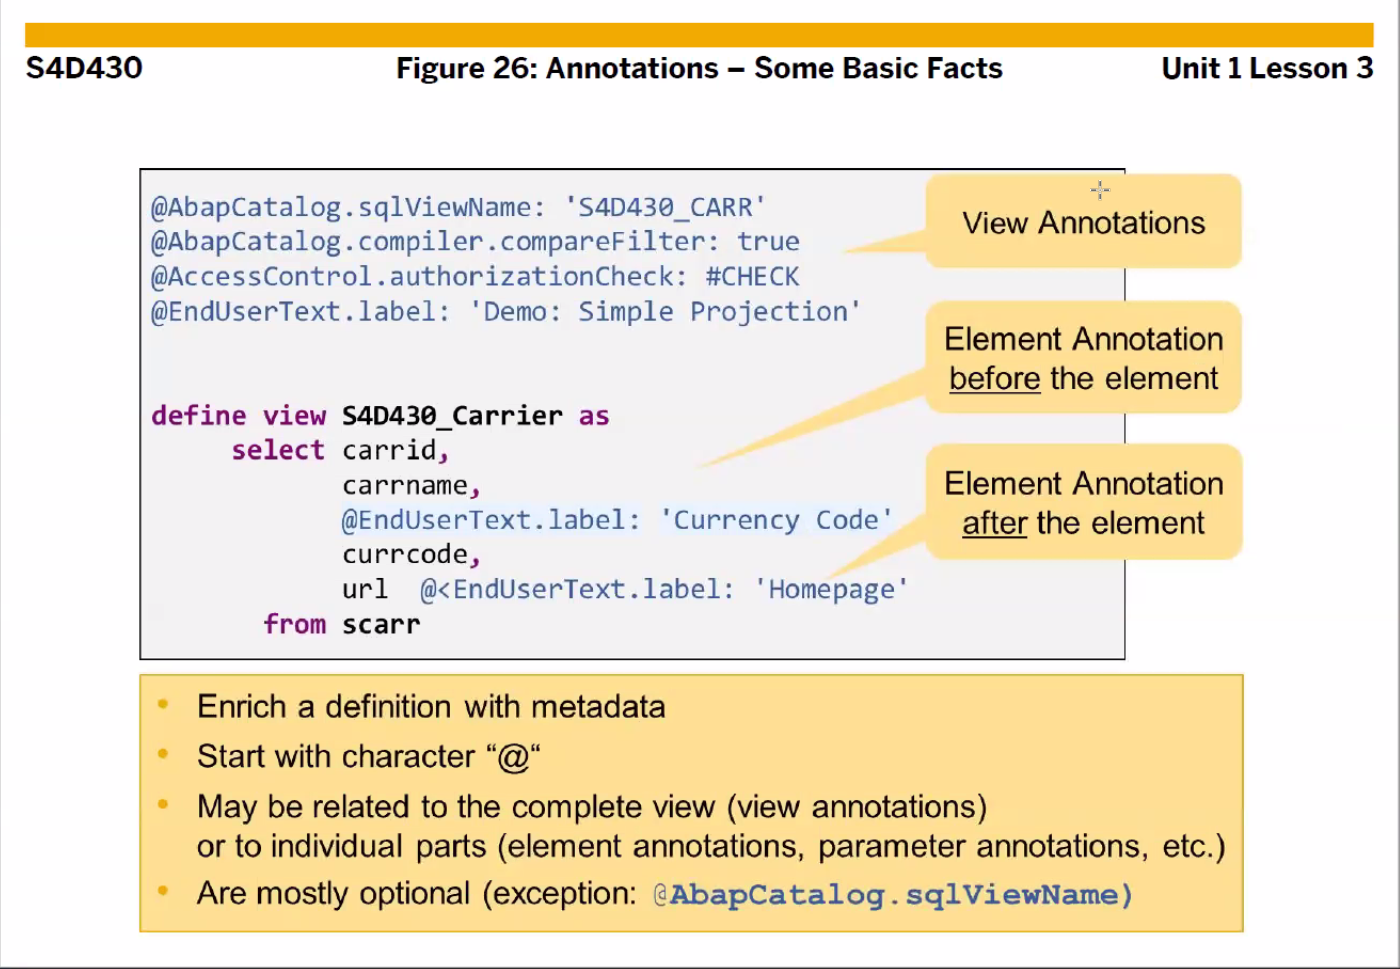 S4D430 Figure 26: Annotations – Some Basic Facts Unit 1 Lesson 3
@AbapCatalog.sqlViewName: 'S4D430_CARR'
@AbapCatalog.compiler.compareFilter: true
@AccessControl.authorizationCheck: #CHECK
@EndUserText.label: 'Demo: Simple Projection'
View Annotations
define view S4D430_Carrier as
select carrid,
carrname,
@EndUserText.label: 'Currency Code'
currcode,
url @<EndUserText.label: 'Homepage'
from scarr
Element Annotation
before the element
Element Annotation
after the element
• Enrich a definition with metadata
• Start with character “@“
• May be related to the complete view (view annotations)
or to individual parts (element annotations, parameter annotations, etc.)
• Are mostly optional (exception: @AbapCatalog.sqlViewName)